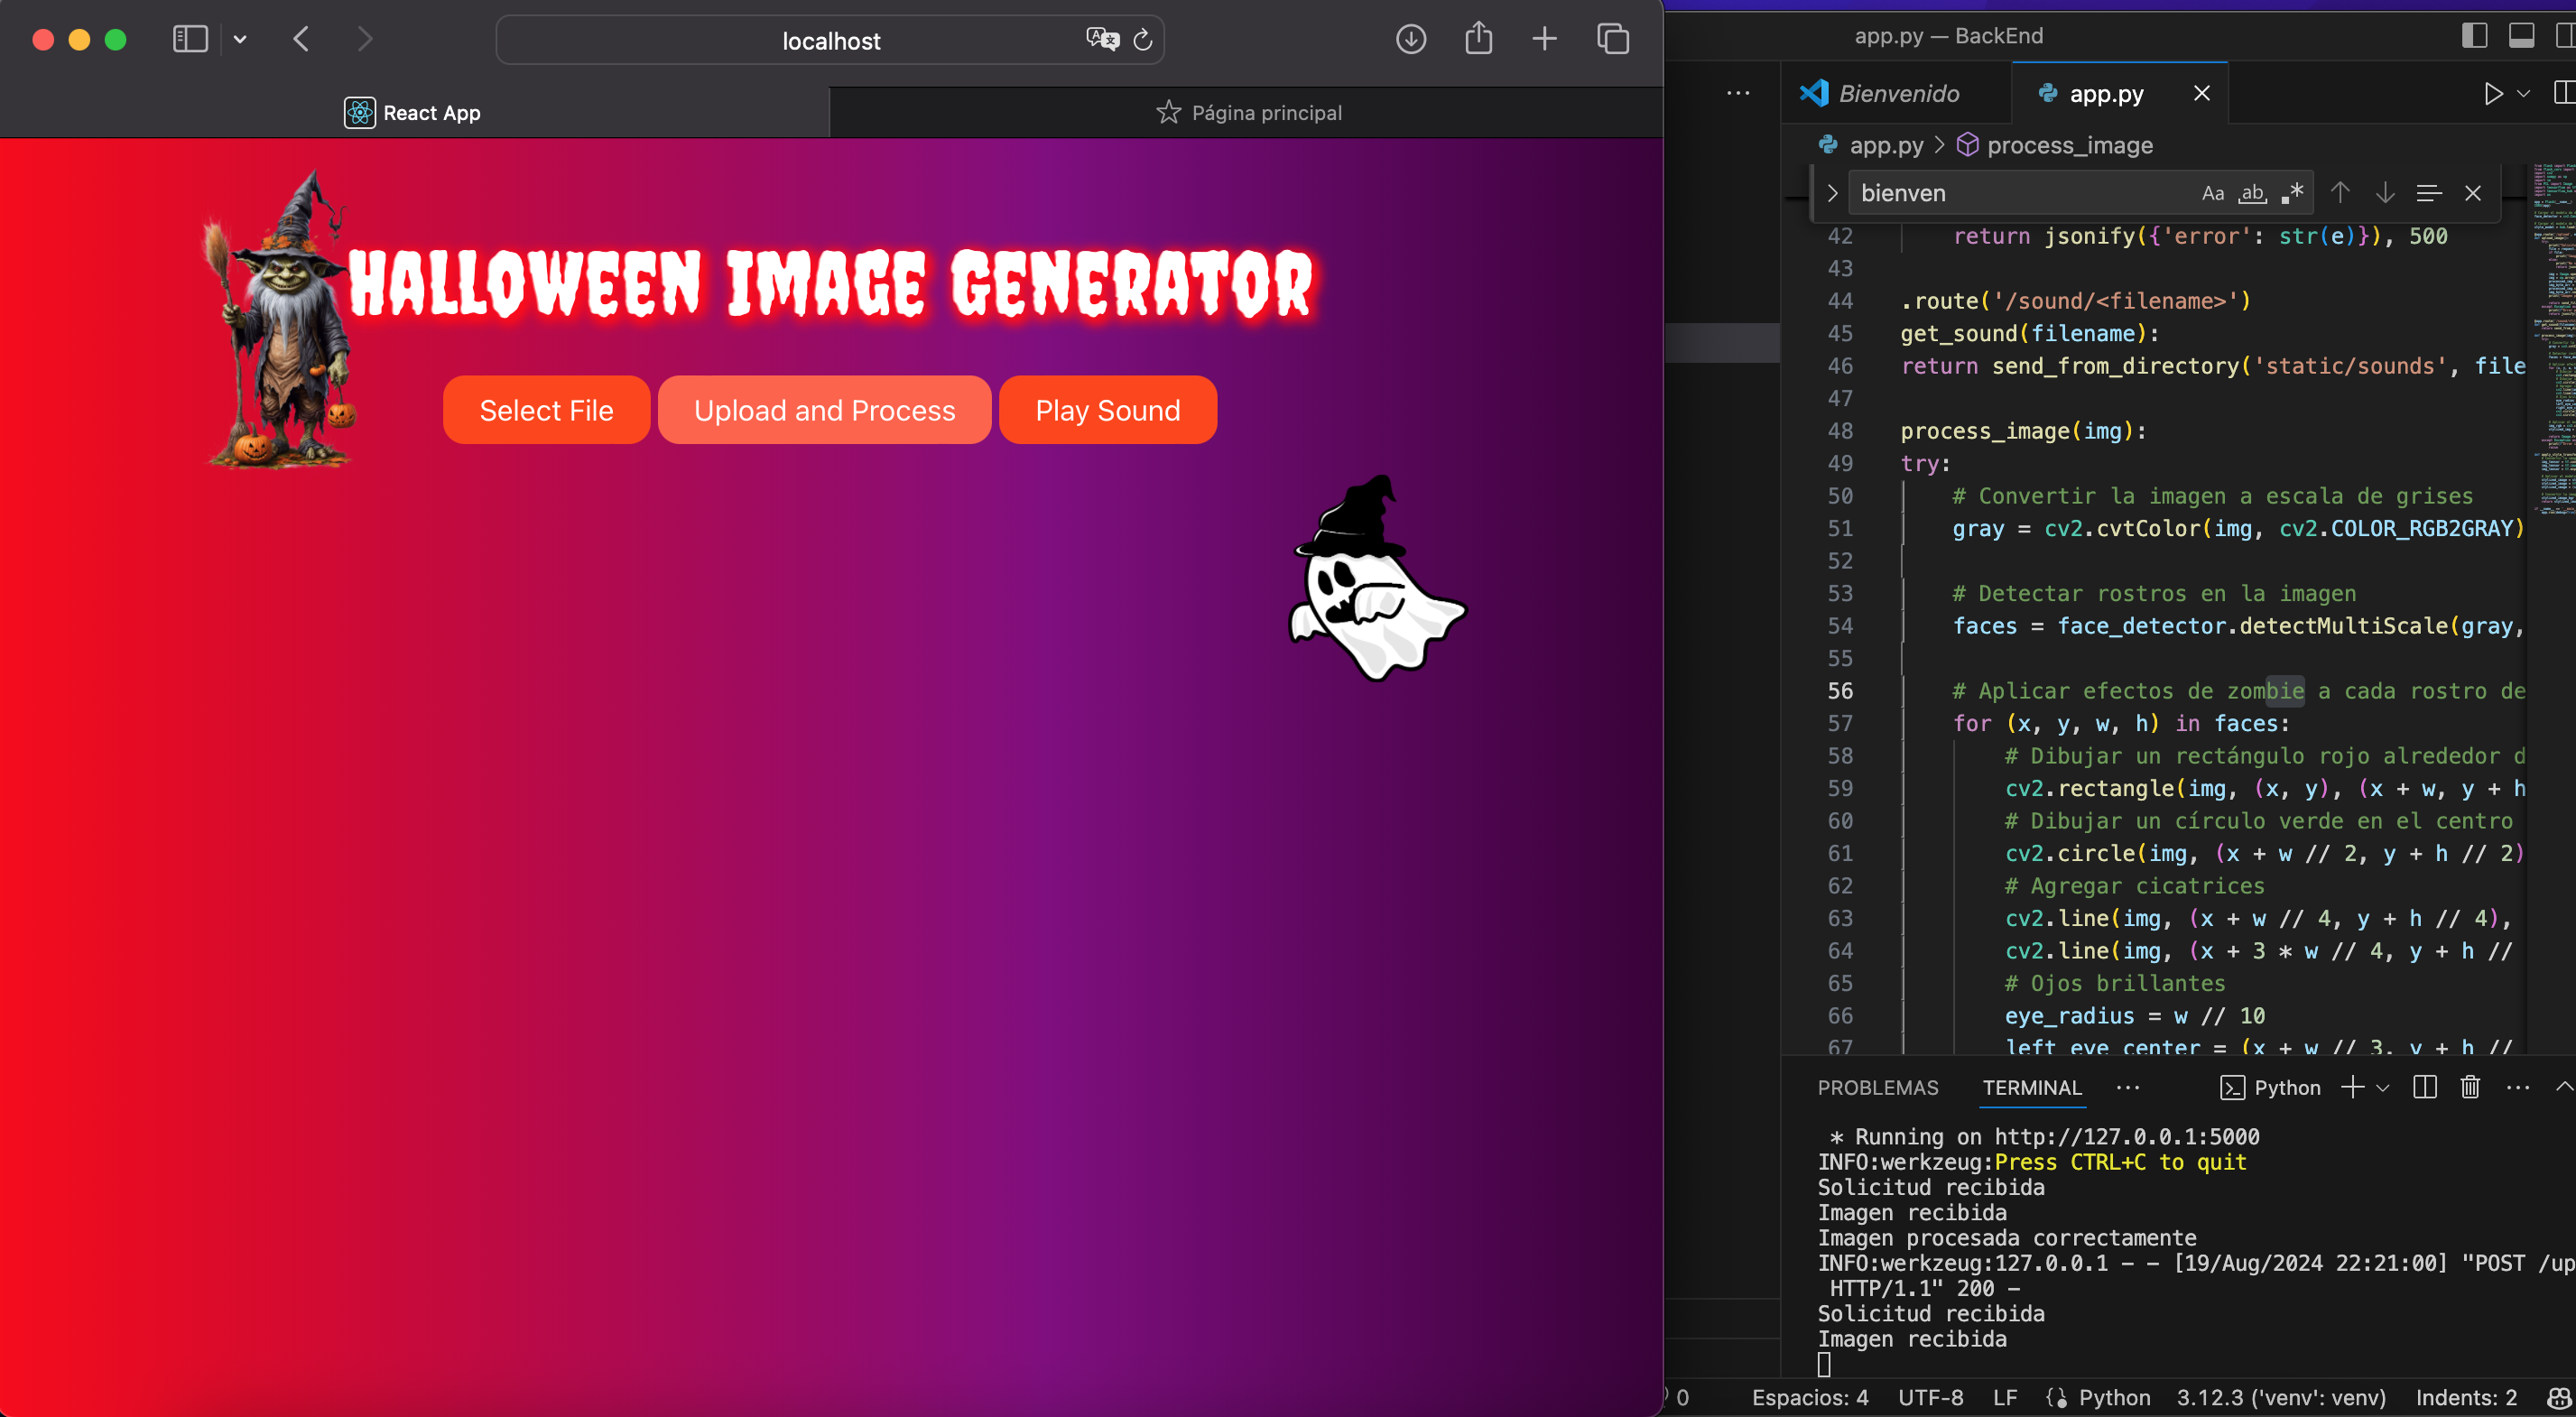 localhost
React App
Página principal
HALLOWEEN IMAGE GENERATOR
Select File
Upload and Process
Play Sound
app.py — BackEnd
Bienvenido
app.py
app.py > process_image
bienven
Aa ab .*
42 return jsonify({'error': str(e)}), 500
43
44 .route('/sound/<filename>')
45 get_sound(filename):
46 return send_from_directory('static/sounds', file
47
48 process_image(img):
49 try:
50 # Convertir la imagen a escala de grises
51 gray = cv2.cvtColor(img, cv2.COLOR_RGB2GRAY)
52
53 # Detectar rostros en la imagen
54 faces = face_detector.detectMultiScale(gray,
55
56 # Aplicar efectos de zombie a cada rostro de
57 for (x, y, w, h) in faces:
58 # Dibujar un rectángulo rojo alrededor d
59 cv2.rectangle(img, (x, y), (x + w, y + h
60 # Dibujar un círculo verde en el centro
61 cv2.circle(img, (x + w // 2, y + h // 2)
62 # Agregar cicatrices
63 cv2.line(img, (x + w // 4, y + h // 4),
64 cv2.line(img, (x + 3 * w // 4, y + h //
65 # Ojos brillantes
66 eye_radius = w // 10
67 left_eye_center = (x + w // 3, y + h //
PROBLEMAS TERMINAL ··· Python
* Running on http://127.0.0.1:5000
INFO:werkzeug:Press CTRL+C to quit
Solicitud recibida
Imagen recibida
Imagen procesada correctamente
INFO:werkzeug:127.0.0.1 - - [19/Aug/2024 22:21:00] "POST /up
HTTP/1.1" 200 -
Solicitud recibida
Imagen recibida
0 Espacios: 4 UTF-8 LF Python 3.12.3 ('venv': venv) Indents: 2